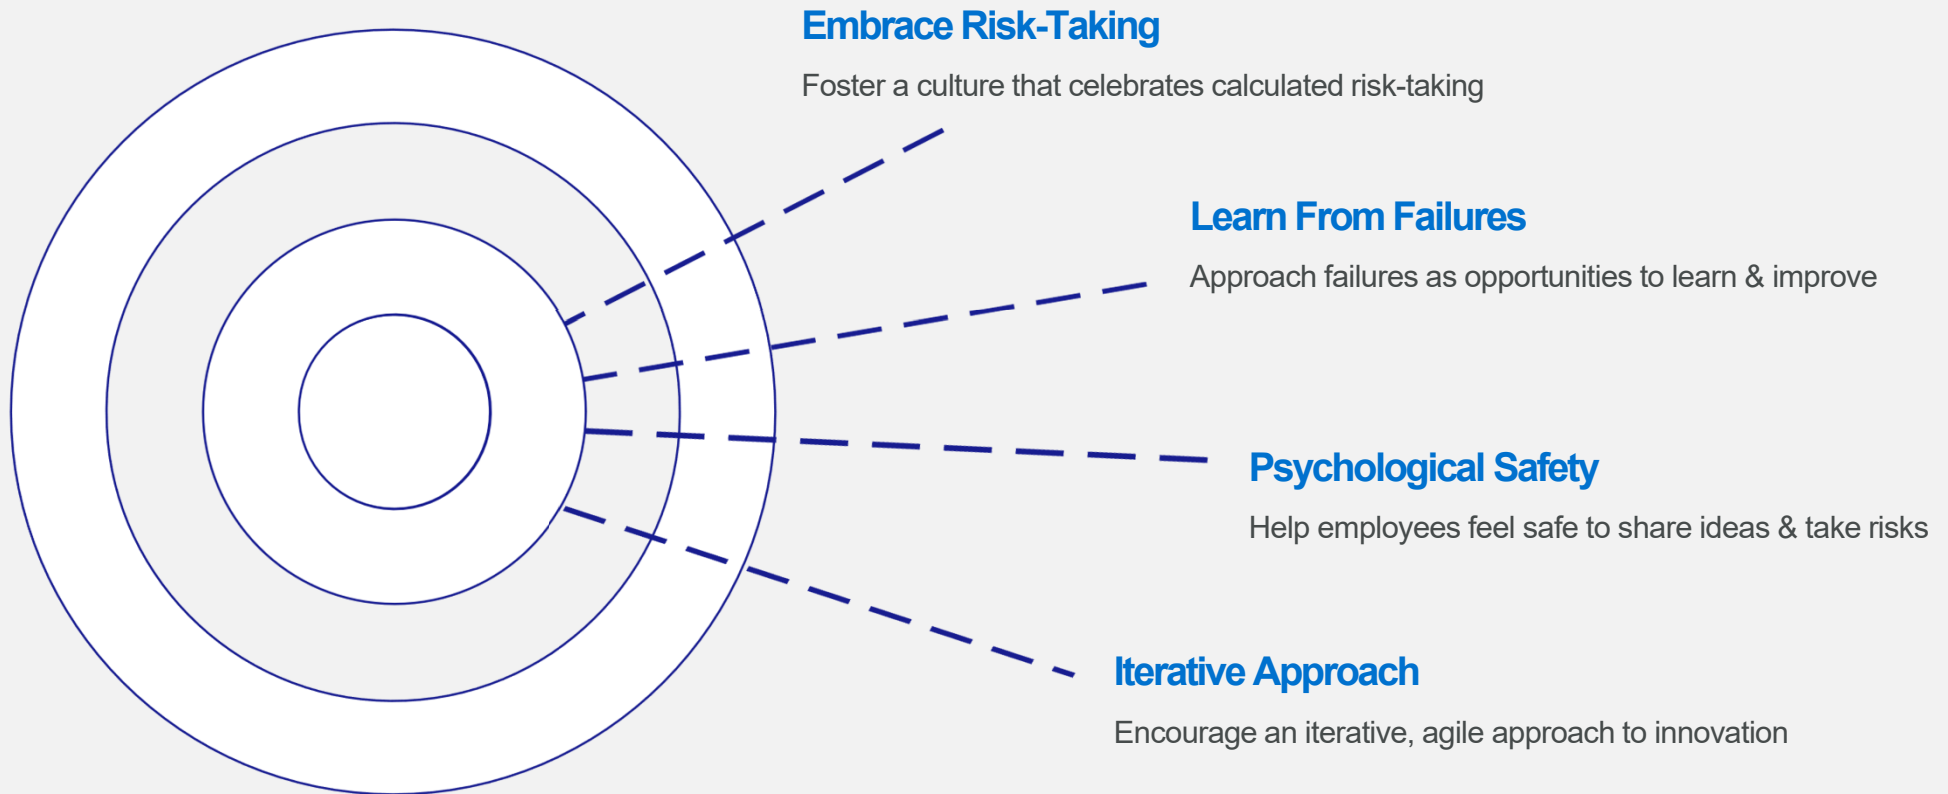 Embrace Risk-Taking
Foster a culture that celebrates calculated risk-taking
Learn From Failures
Approach failures as opportunities to learn & improve
Psychological Safety
Help employees feel safe to share ideas & take risks
Iterative Approach
Encourage an iterative, agile approach to innovation